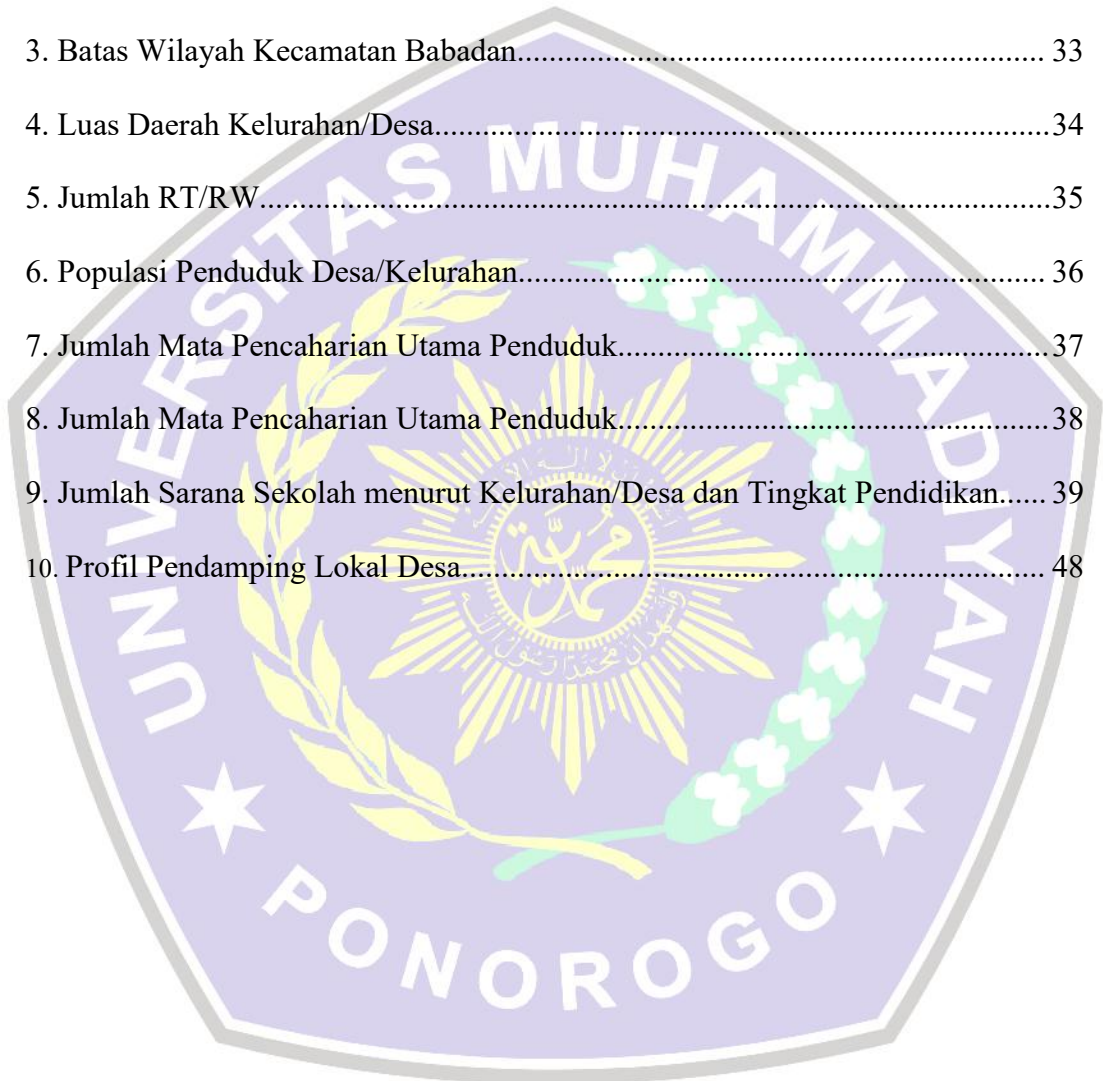 3. Batas Wilayah Kecamatan Babadan.................................................................. 33
4. Luas Daerah Kelurahan/Desa.............................................................................34
5. Jumlah RT/RW...................................................................................................35
6. Populasi Penduduk Desa/Kelurahan.................................................................. 36
7. Jumlah Mata Pencaharian Utama Penduduk......................................................37
8. Jumlah Mata Pencaharian Utama Penduduk......................................................38
9. Jumlah Sarana Sekolah menurut Kelurahan/Desa dan Tingkat Pendidikan...... 39
10. Profil Pendamping Lokal Desa......................................................................... 48
UNIVERSITAS MUHAMMADIYAH
PONOROGO